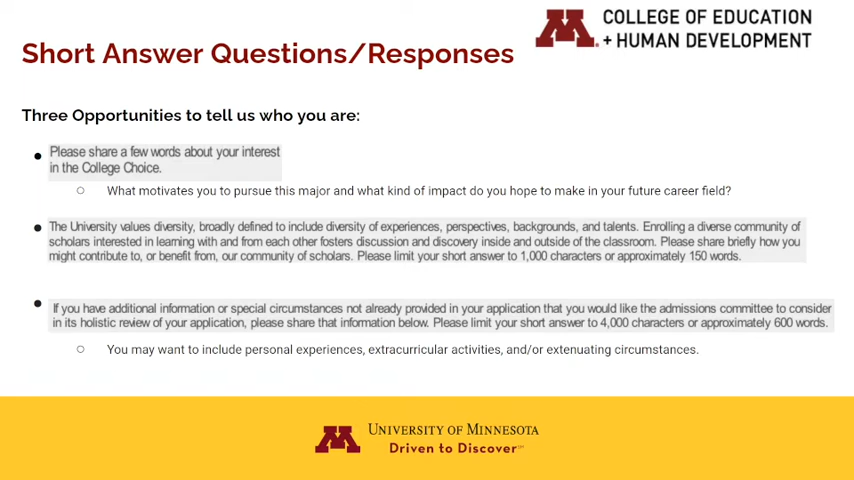 COLLEGE OF EDUCATION
+ HUMAN DEVELOPMENT
Short Answer Questions/Responses
Three Opportunities to tell us who you are:
● Please share a few words about your interest
in the College Choice.
○ What motivates you to pursue this major and what kind of impact do you hope to make in your future career field?
● The University values diversity, broadly defined to include diversity of experiences, perspectives, backgrounds, and talents. Enrolling a diverse community of
scholars interested in learning with and from each other fosters discussion and discovery inside and outside of the classroom. Please share briefly how you
might contribute to, or benefit from, our community of scholars. Please limit your short answer to 1,000 characters or approximately 150 words.
● If you have additional information or special circumstances not already provided in your application that you would like the admissions committee to consider
in its holistic review of your application, please share that information below. Please limit your short answer to 4,000 characters or approximately 600 words.
○ You may want to include personal experiences, extracurricular activities, and/or extenuating circumstances.
M UNIVERSITY OF MINNESOTA
Driven to Discover℠